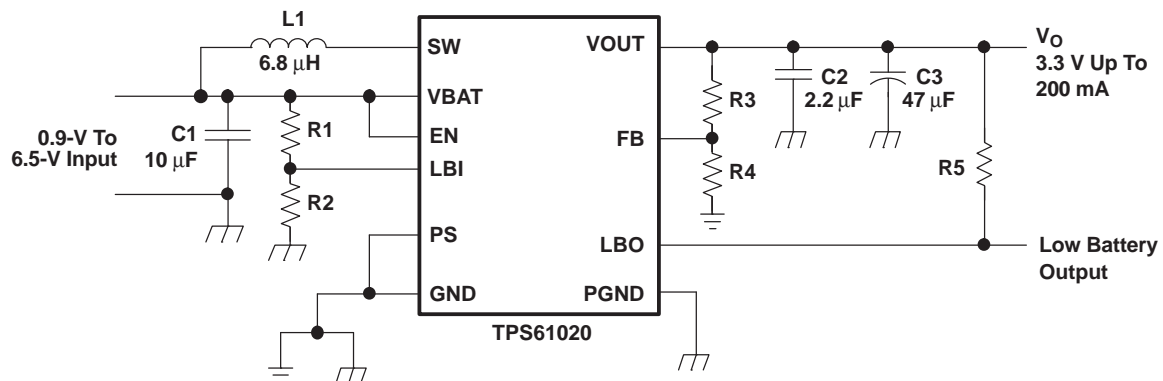 L1
6.8 µH
SW
VBAT
EN
LBI
PS
GND
VOUT
FB
LBO
PGND
TPS61020
0.9-V To
6.5-V Input
C1
10 µF
R1
R2
R3
R4
C2
2.2 µF
C3
47 µF
R5
VO
3.3 V Up To
200 mA
Low Battery
Output